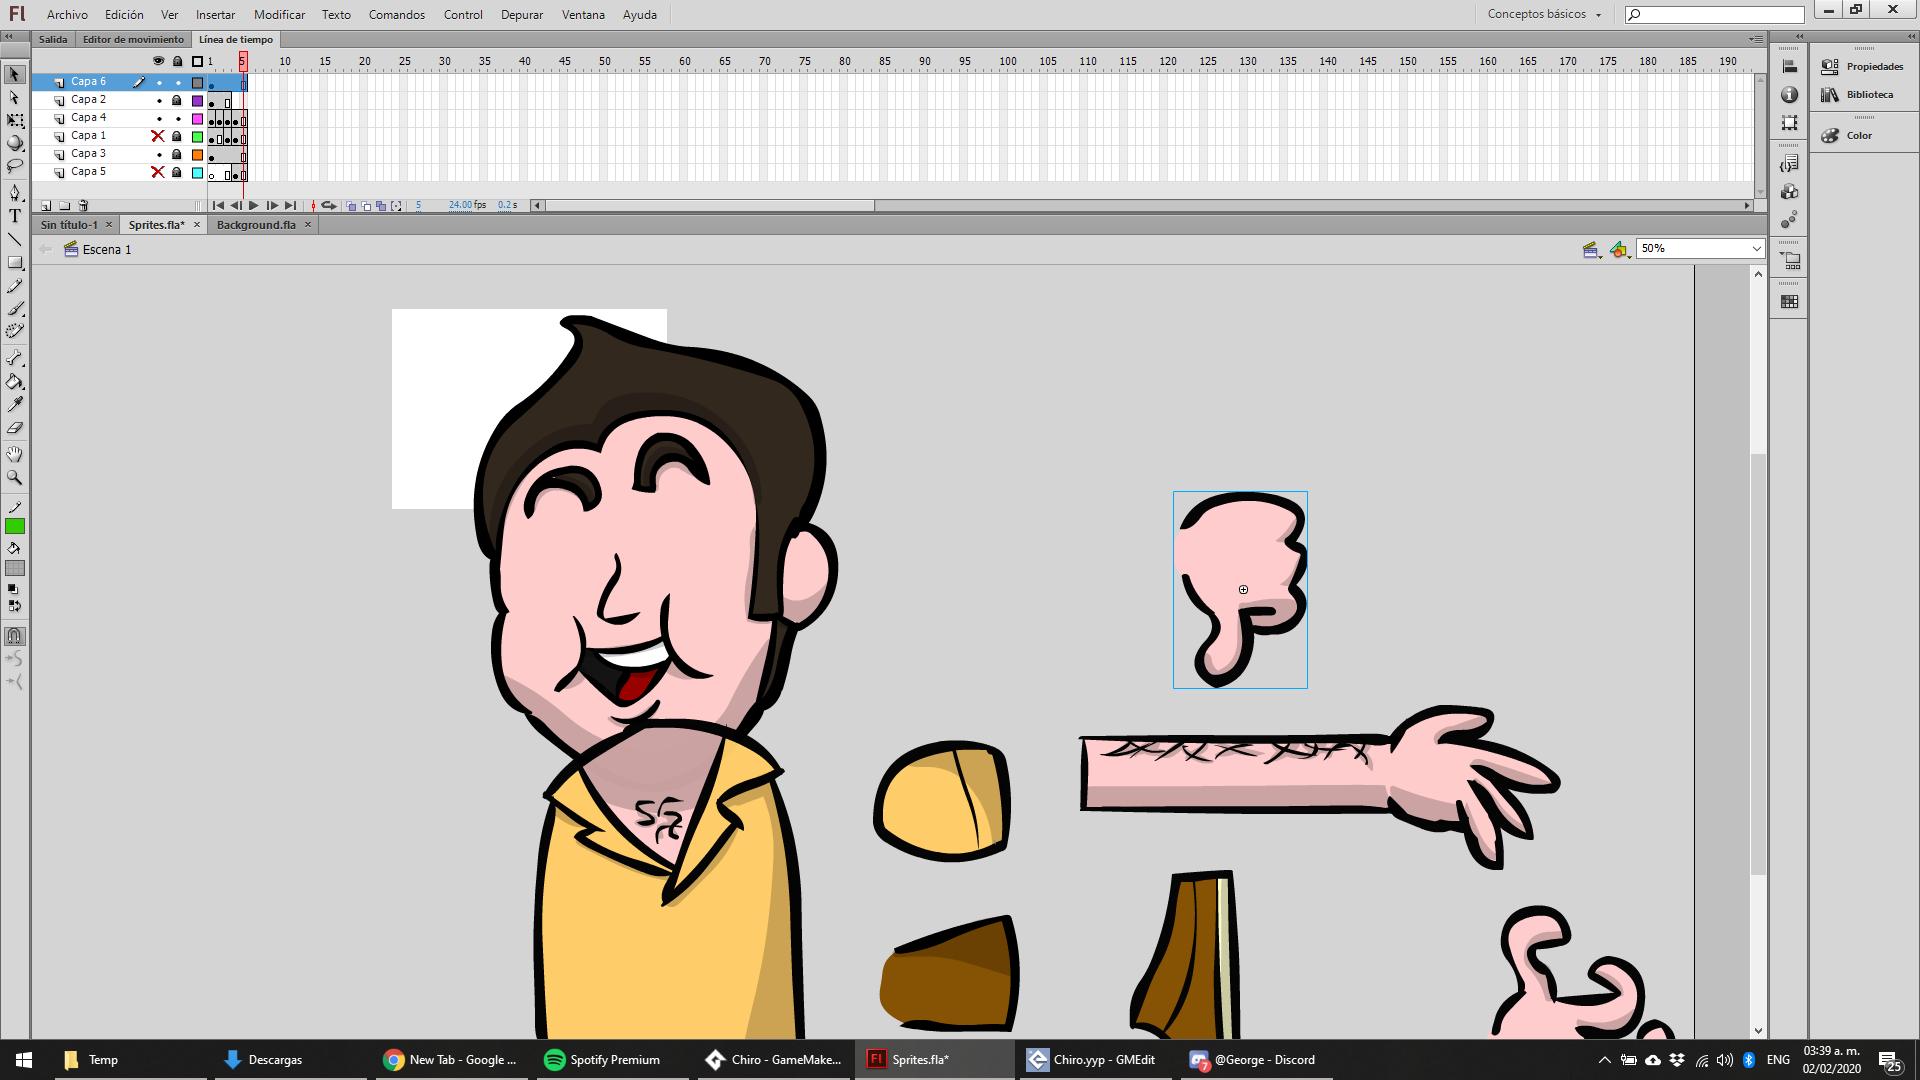 Fl Archivo Edición Ver Insertar Modificar Texto Comandos Control Depurar Ventana Ayuda Conceptos básicos
Salida Editor de movimiento Línea de tiempo
1 5 10 15 20 25 30 35 40 45 50 55 60 65 70 75 80 85 90 95 100 105 110 115 120 125 130 135 140 145 150 155 160 165 170 175 180 185 190
Capa 6
Capa 2
Capa 4
Capa 1
Capa 3
Capa 5
5 24.00 fps 0.2 s
Sin título-1 × Sprites.fla* × Background.fla ×
Escena 1 50%
Propiedades
Biblioteca
Color
T
Temp Descargas New Tab - Google ... Spotify Premium Chiro - GameMake... Fl Sprites.fla* Chiro.yyp - GMEdit 7 @George - Discord ENG 03:39 a. m. 25
02/02/2020